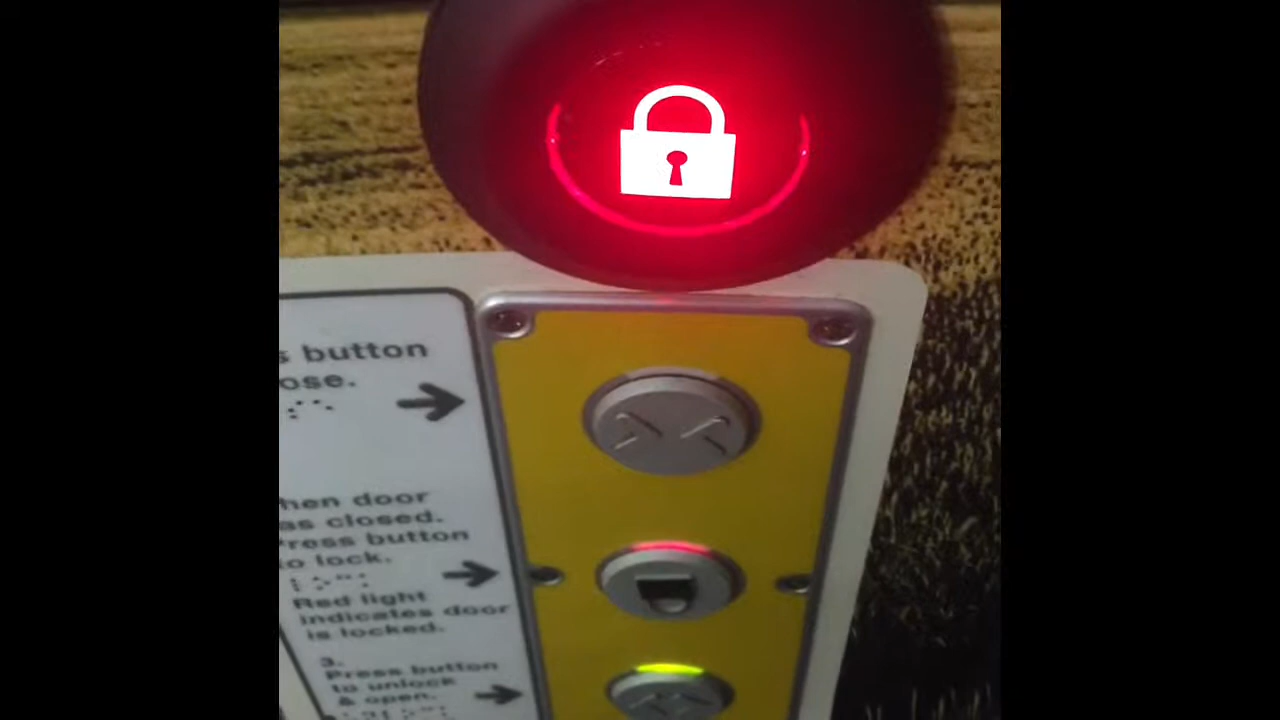 s button
ose.
hen door
as closed.
ress button
to lock.
Red light
indicates door
is locked.
3.
Press button
to unlock
& open.